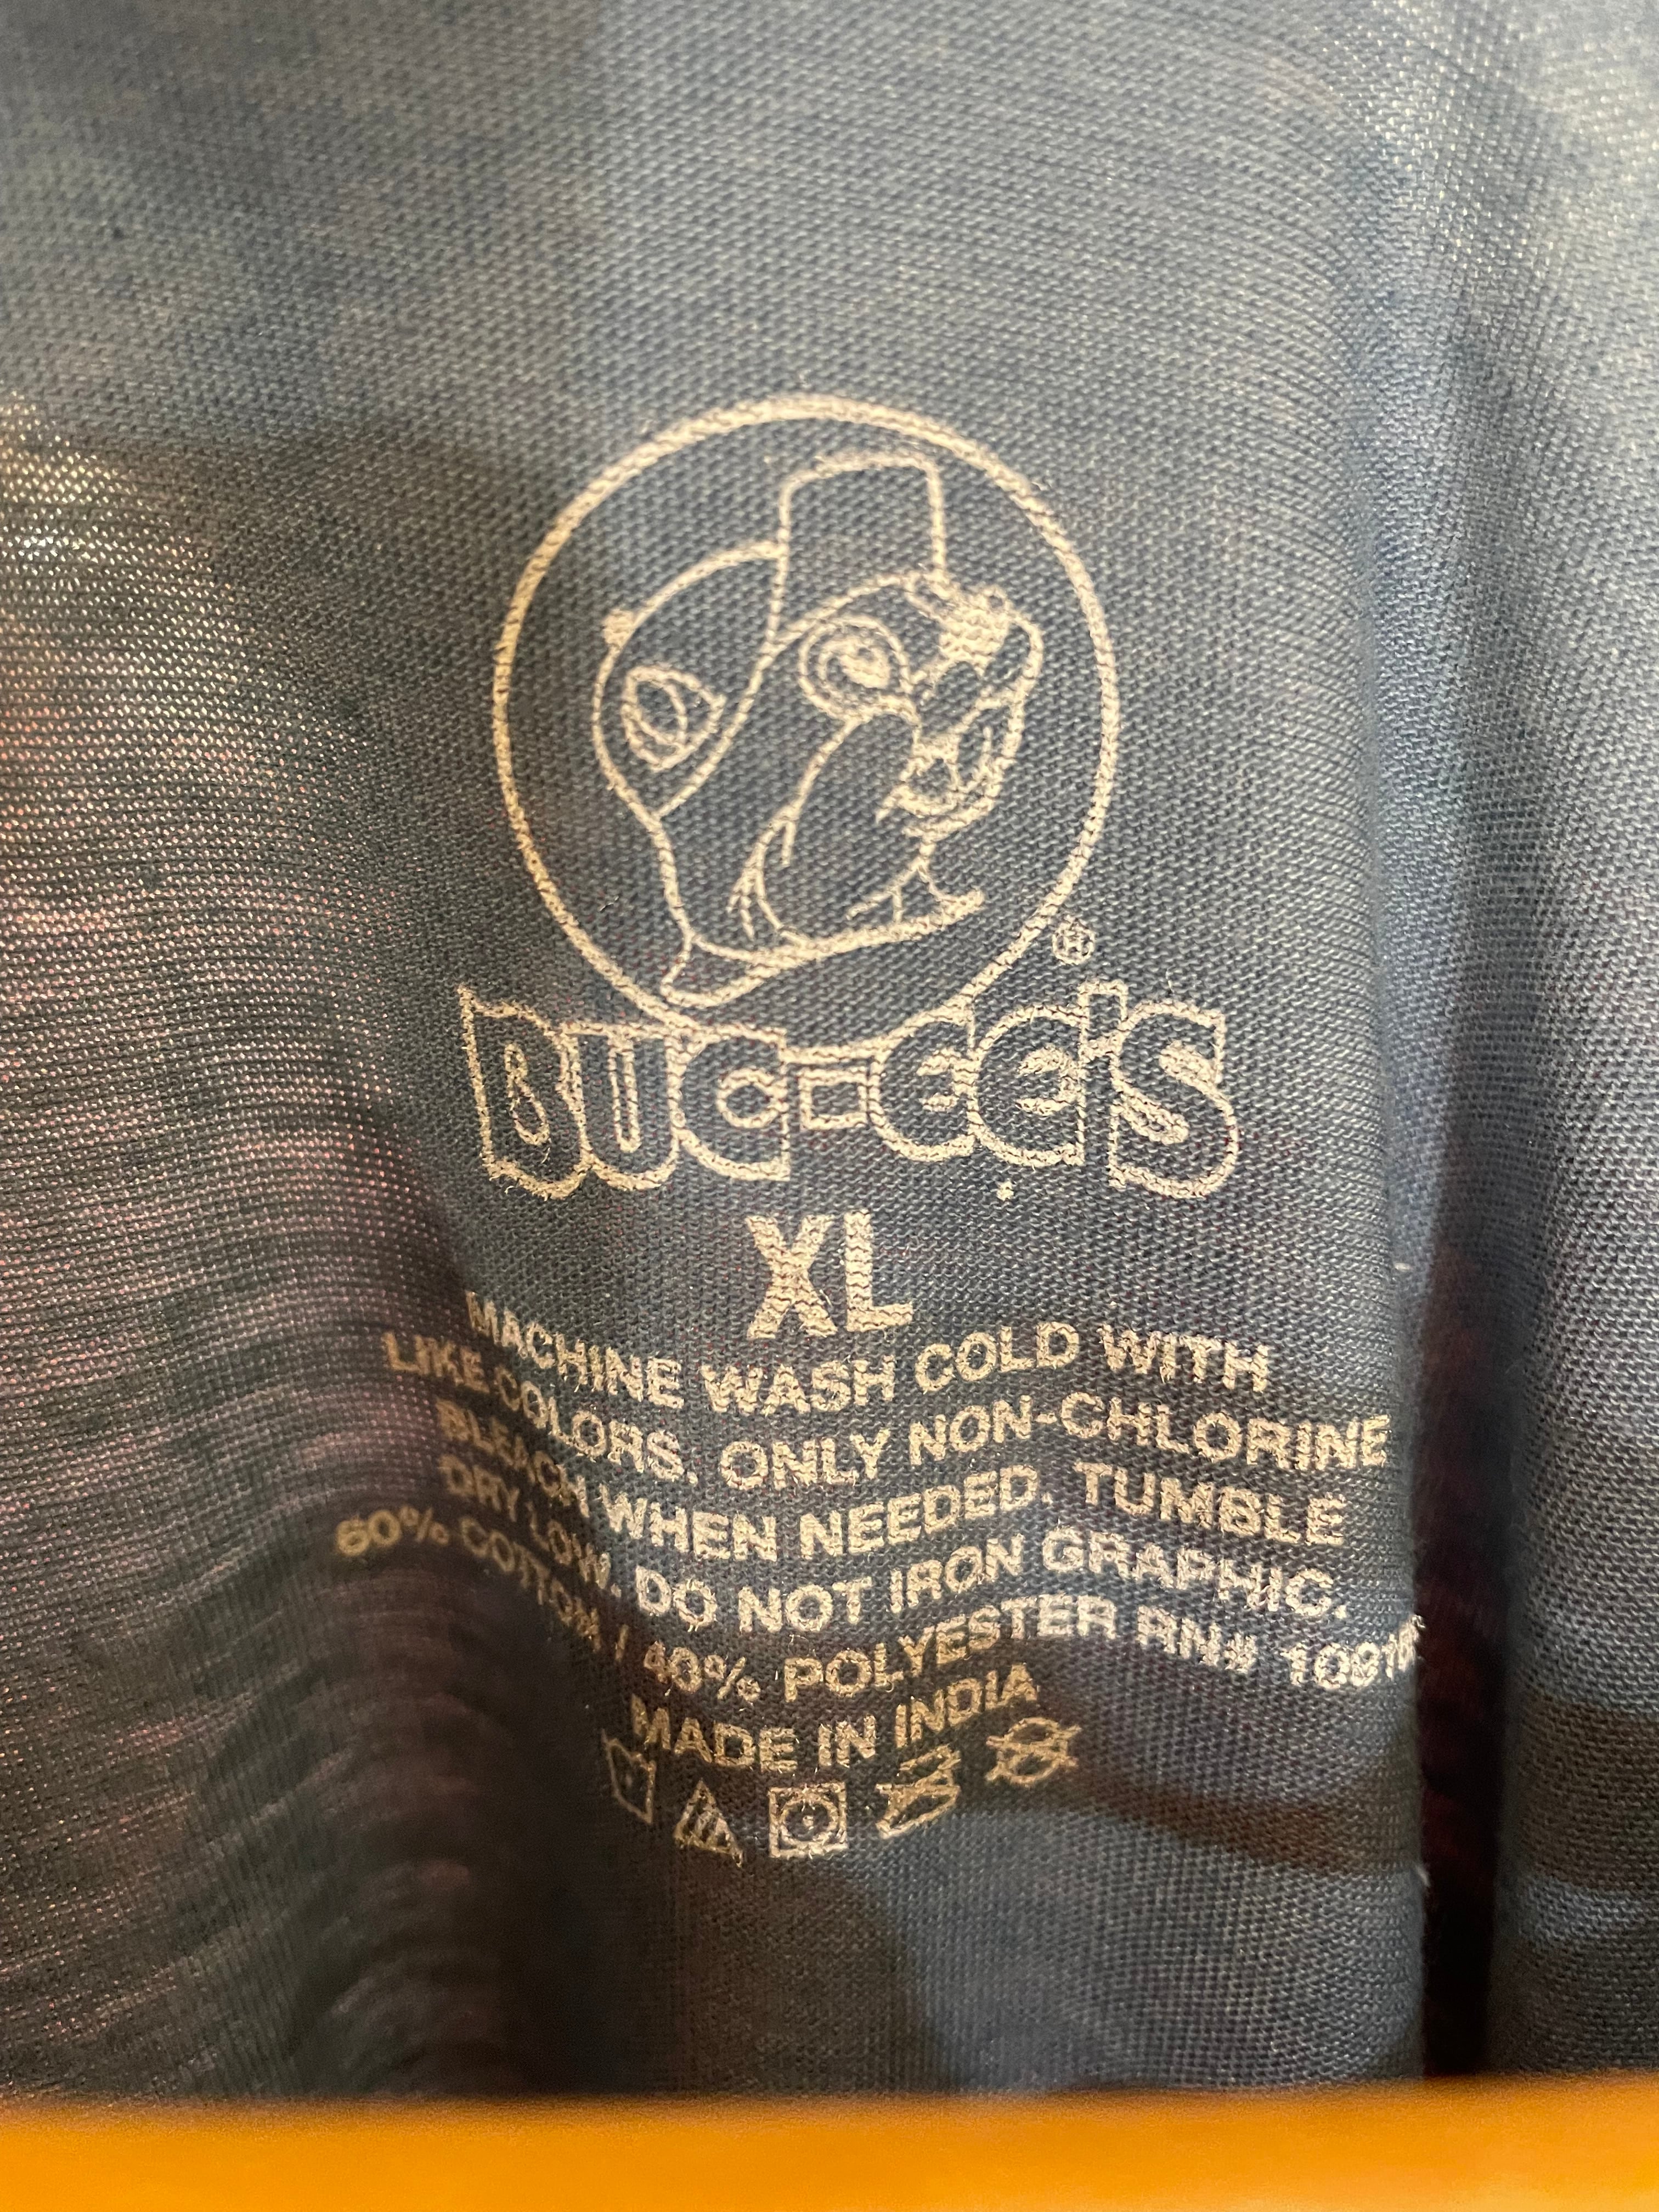 ®
BUC-EE'S
XL
MACHINE WASH COLD WITH
LIKE COLORS. ONLY NON-CHLORINE
BLEACH WHEN NEEDED. TUMBLE
DRY LOW. DO NOT IRON GRAPHIC.
60% COTTON | 40% POLYESTER RN#
MADE IN INDIA